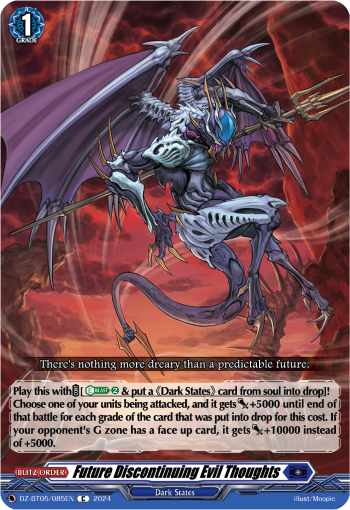 1
GRADE
There's nothing more dreary than a predictable future.
Play this with [E-BLAST 2 & put a 《Dark States》 card from soul into drop]!
Choose one of your units being attacked, and it gets +5000 until end
of that battle for each grade of the card that was put into drop for this cost. If
your opponent's G zone has a face up card, it gets +10000 instead
of +5000.
BLITZ ORDER Future Discontinuing Evil Thoughts
DZ-BT05/085EN C 2024 Dark States illust/Moopic